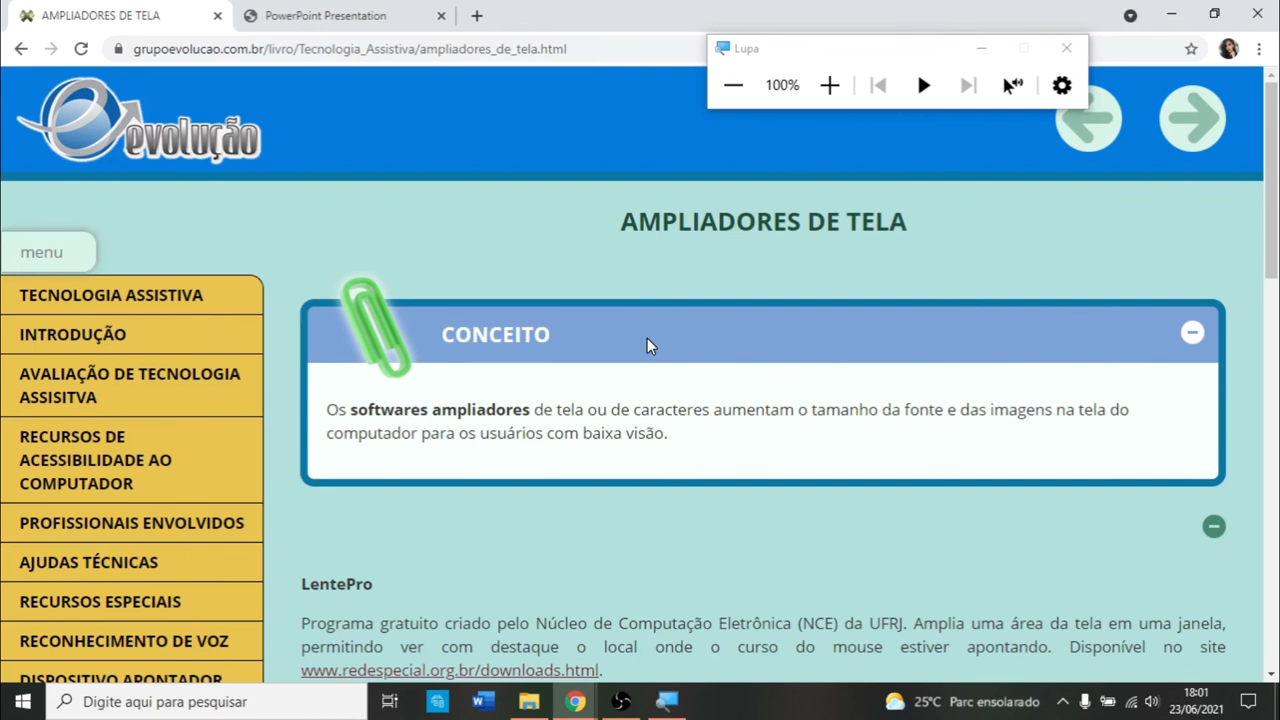 AMPLIADORES DE TELA
PowerPoint Presentation
grupoevolucao.com.br/livro/Tecnologia_Assistiva/ampliadores_de_tela.html
Lupa
100%
evolução
AMPLIADORES DE TELA
menu
TECNOLOGIA ASSISTIVA
INTRODUÇÃO
AVALIAÇÃO DE TECNOLOGIA
ASSISITVA
RECURSOS DE
ACESSIBILIDADE AO
COMPUTADOR
PROFISSIONAIS ENVOLVIDOS
AJUDAS TÉCNICAS
RECURSOS ESPECIAIS
RECONHECIMENTO DE VOZ
DISPOSITIVO APONTADOR
CONCEITO
Os softwares ampliadores de tela ou de caracteres aumentam o tamanho da fonte e das imagens na tela do
computador para os usuários com baixa visão.
LentePro
Programa gratuito criado pelo Núcleo de Computação Eletrônica (NCE) da UFRJ. Amplia uma área da tela em uma janela,
permitindo ver com destaque o local onde o curso do mouse estiver apontando. Disponível no site
www.redespecial.org.br/downloads.html.
Digite aqui para pesquisar
25°C Parc ensolarado
18:01
23/06/2021